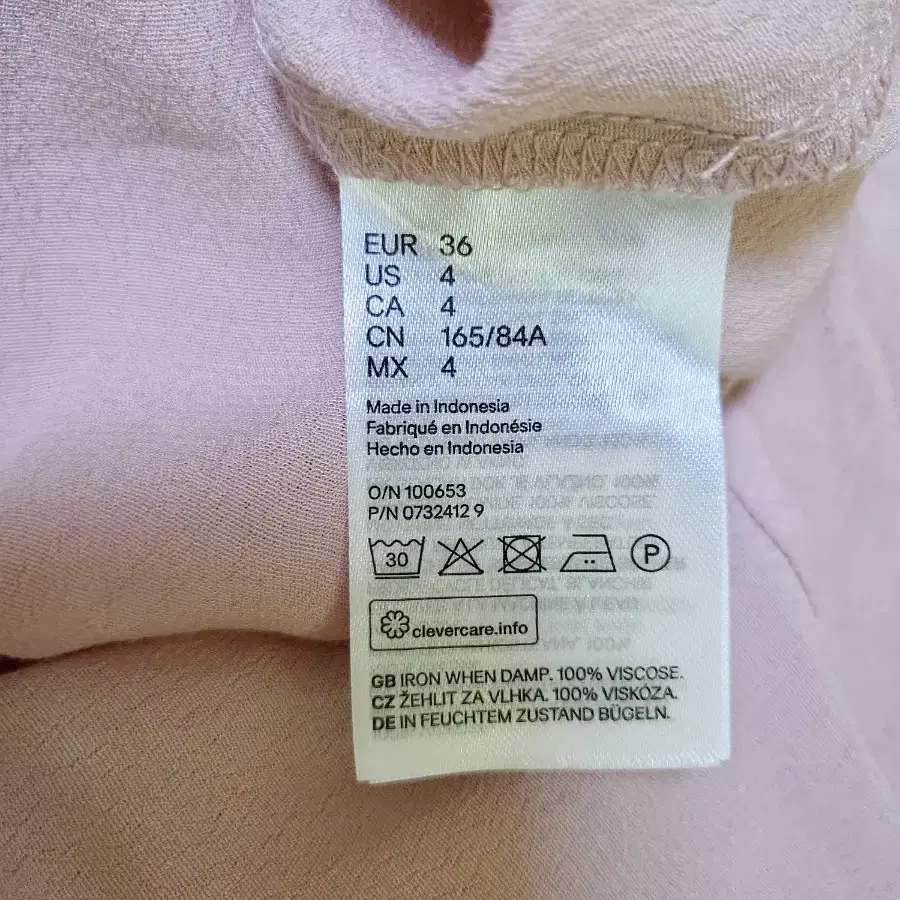 EUR 36
US 4
CA 4
CN 165/84A
MX 4
Made in Indonesia
Fabriqué en Indonésie
Hecho en Indonesia
O/N 100653
P/N 0732412 9
30 P
clevercare.info
GB IRON WHEN DAMP. 100% VISCOSE.
CZ ŽEHLIT ZA VLHKA. 100% VISKÓZA.
DE IN FEUCHTEM ZUSTAND BÜGELN.